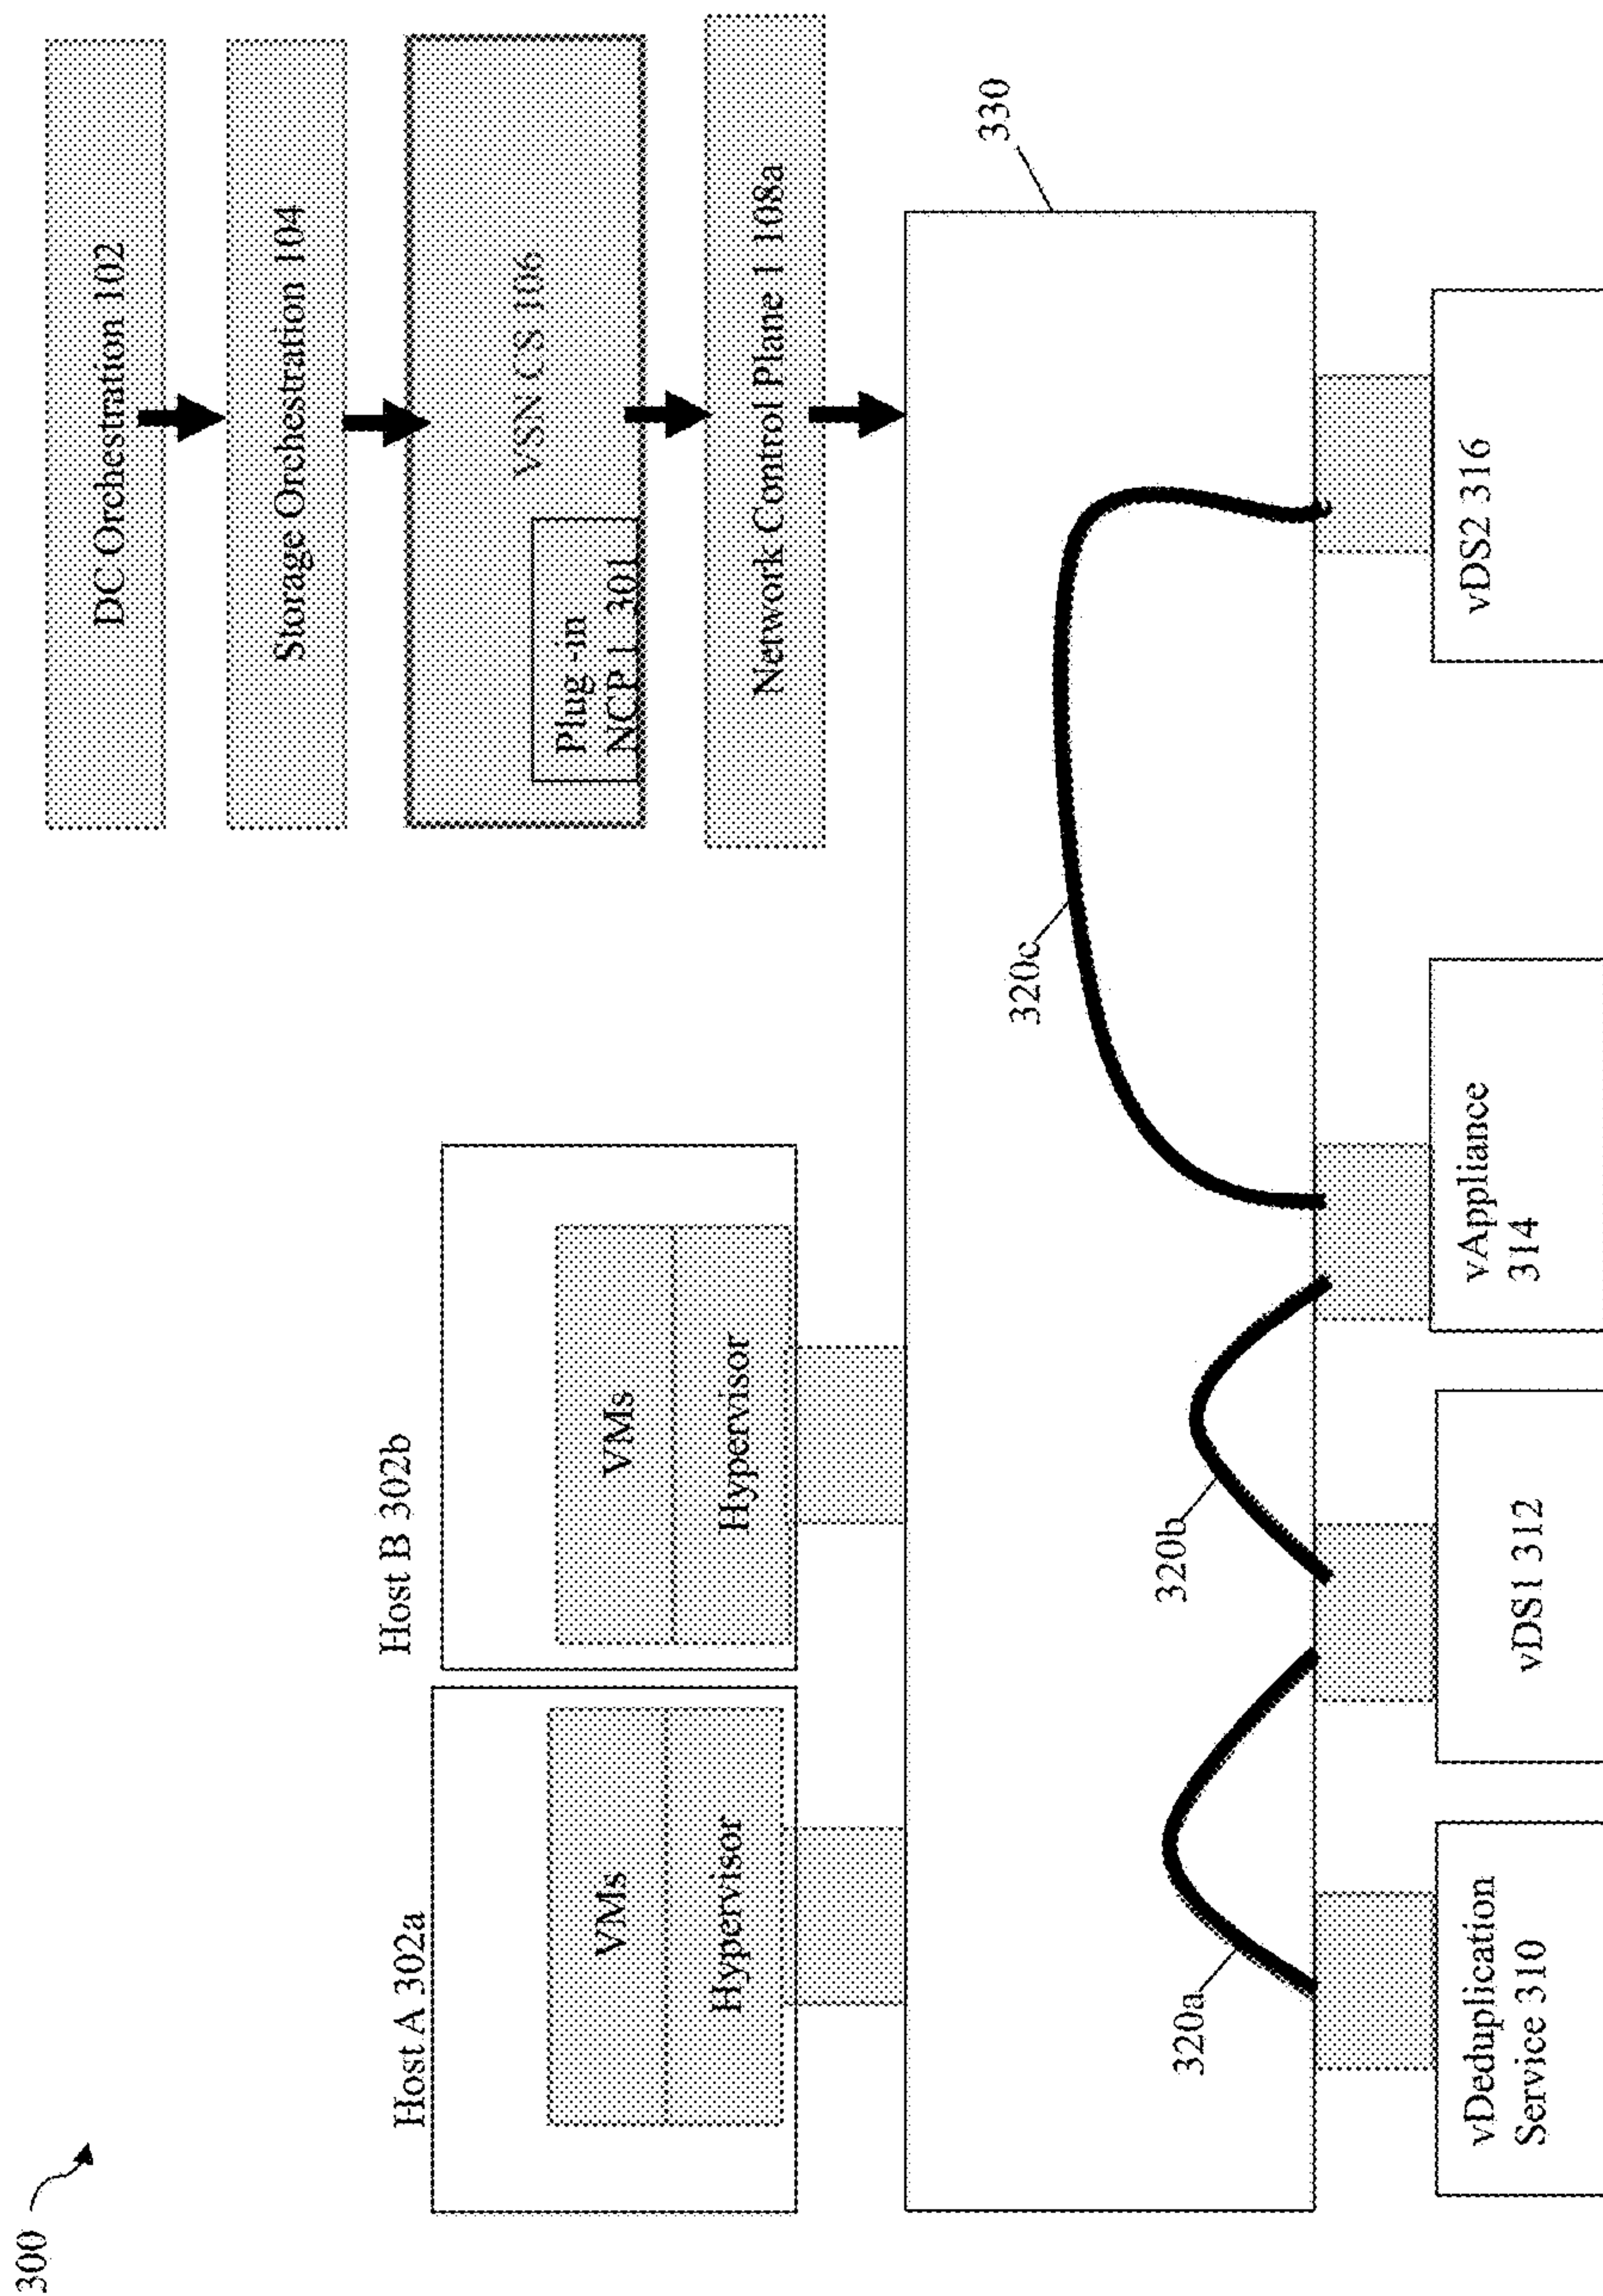 300
DC Orchestration 102
Storage Orchestration 104
VSN CS 106
Plug-in
NCP1 301
Network Control Plane 1 108a
Host A 302a
VMs
Hypervisor
Host B 302b
VMs
Hypervisor
330
320a
320b
320c
vDeduplication
Service 310
vDS1 312
vAppliance
314
vDS2 316